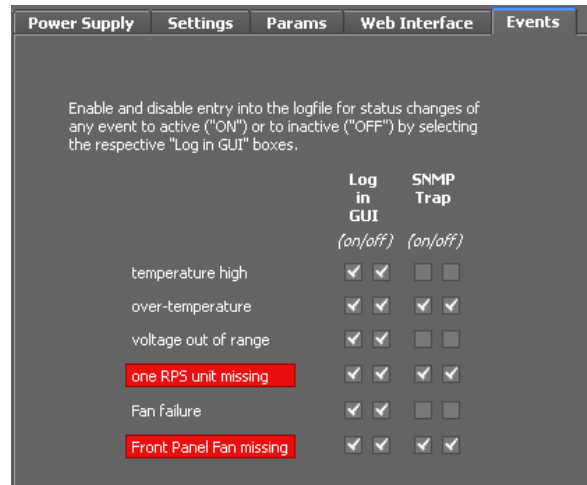 Power Supply Settings Params Web Interface Events
Enable and disable entry into the logfile for status changes of
any event to active ("ON") or to inactive ("OFF") by selecting
the respective "Log in GUI" boxes.
Log SNMP
in Trap
GUI
(on/off) (on/off)
temperature high
over-temperature
voltage out of range
one RPS unit missing
Fan failure
Front Panel Fan missing